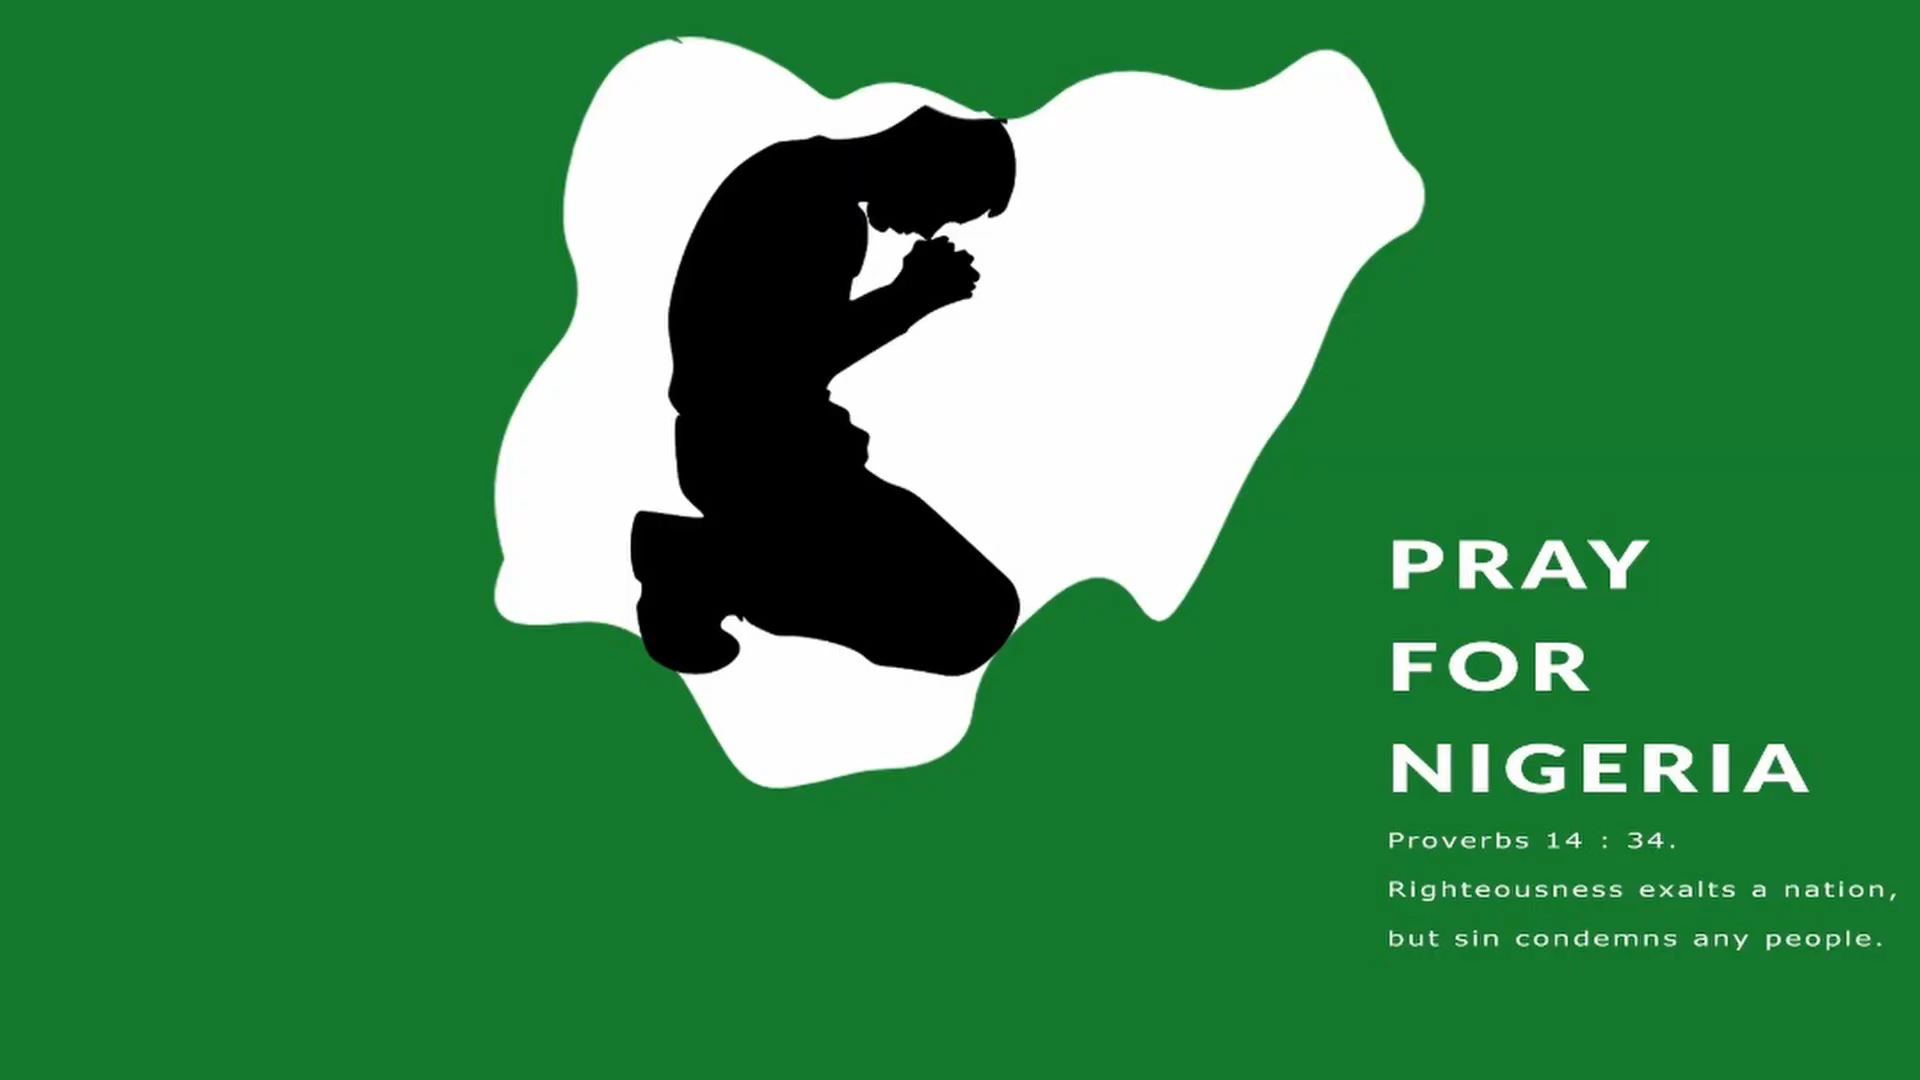 PRAY
FOR
NIGERIA
Proverbs 14 : 34.
Righteousness exalts a nation,
but sin condemns any people.